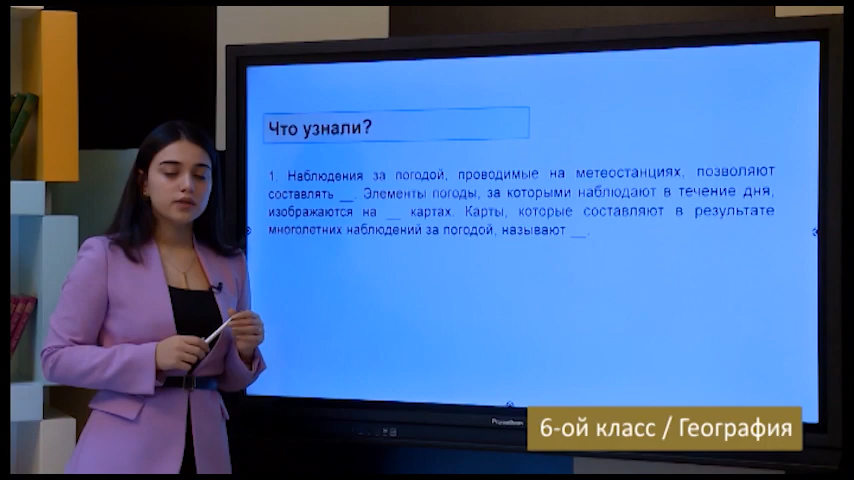 Что узнали?
1. Наблюдения за погодой, проводимые на метеостанциях, позволяют
составлять __. Элементы погоды, за которыми наблюдают в течение дня,
изображаются на __ картах. Карты, которые составляют в результате
многолетних наблюдений за погодой, называют __.
Promethean
6-ой класс / География